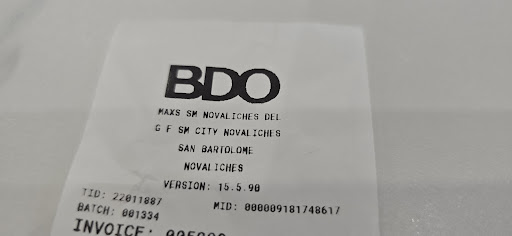 BDO
MAXS SM NOVALICHES DEL
G F SM CITY NOVALICHES
SAN BARTOLOME
NOVALICHES
VERSION: 15.5.90
TID: 22011887 MID: 000009181748617
BATCH: 001334
INVOICE: